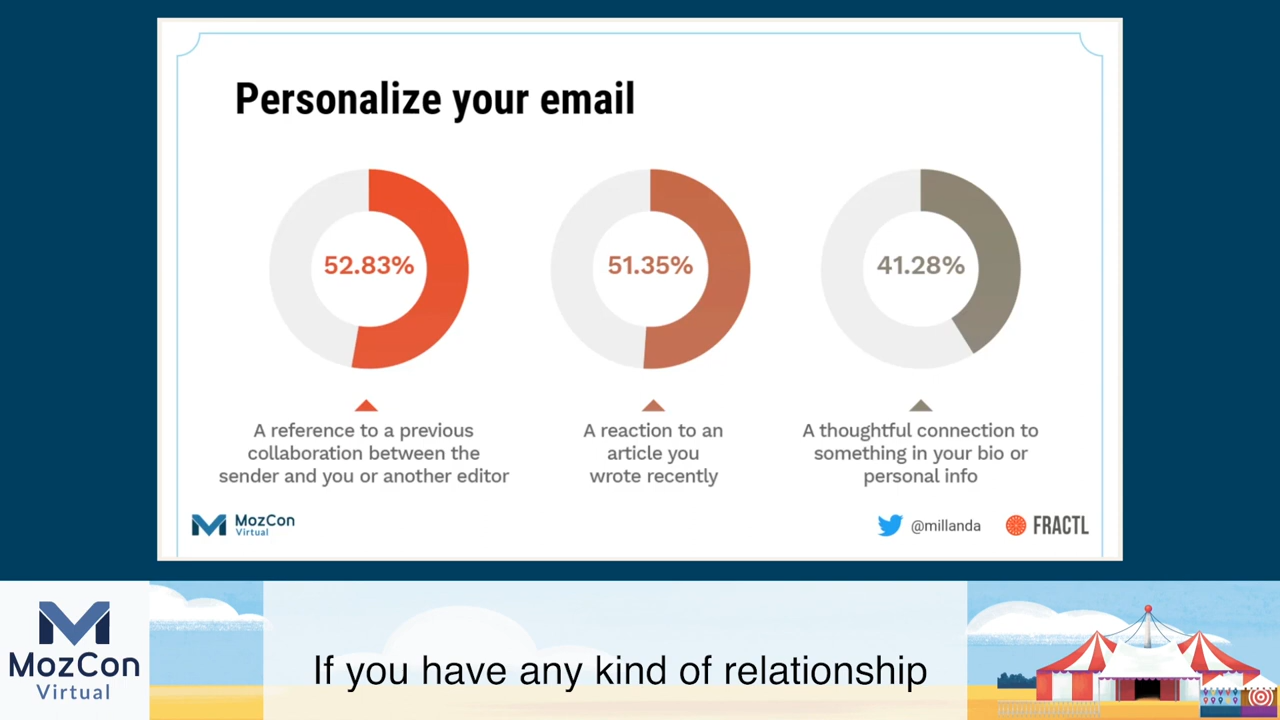 Personalize your email
52.83%
51.35%
41.28%
A reference to a previous
collaboration between the
sender and you or another editor
A reaction to an
article you
wrote recently
A thoughtful connection to
something in your bio or
personal info
MozCon
Virtual
@millanda
FRACTL
MozCon
Virtual
If you have any kind of relationship